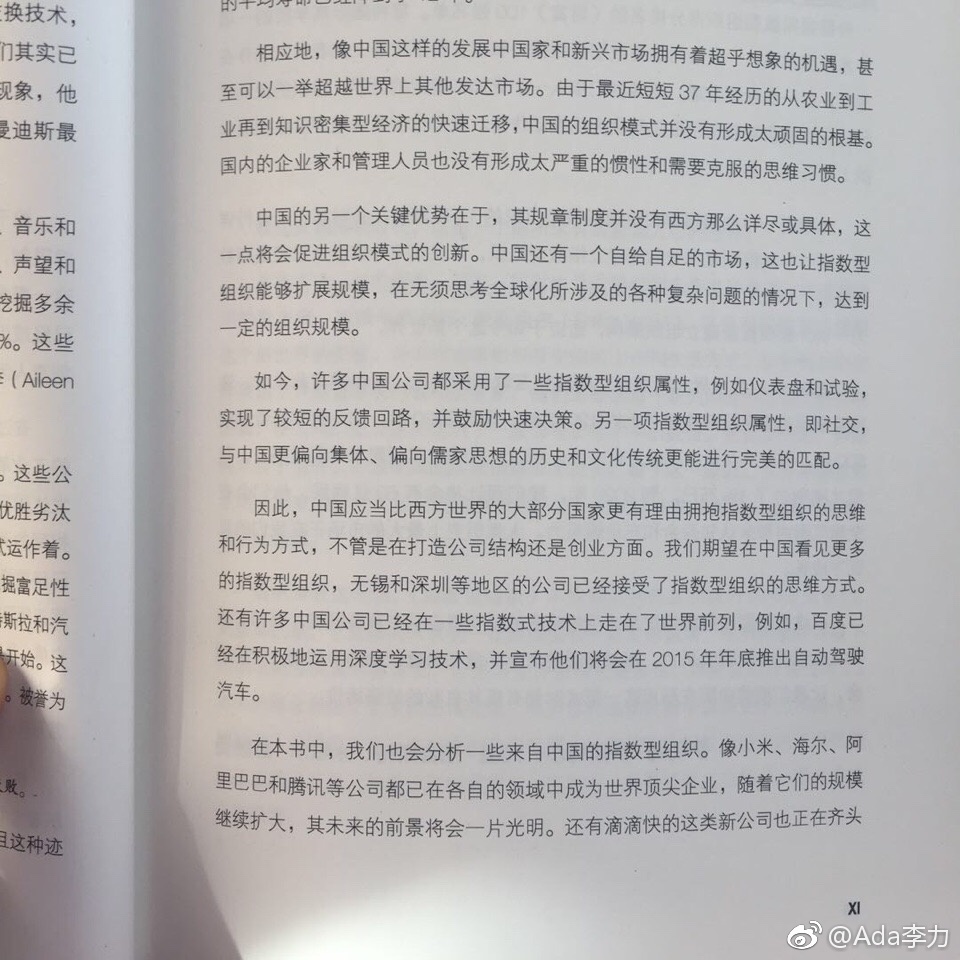 变换技术，
们其实已
现象，他
曼迪斯最
、音乐和
、声望和
挖掘多余
%。这些
李（Aileen
。这些公
优胜劣汰
式运作着。
掘富足性
特斯拉和汽
开始。这
。被誉为
败。
且这种迹
相应地，像中国这样的发展中国家和新兴市场拥有着超乎想象的机遇，甚
至可以一举超越世界上其他发达市场。由于最近短短 37 年经历的从农业到工
业再到知识密集型经济的快速迁移，中国的组织模式并没有形成太顽固的根基。
国内的企业家和管理人员也没有形成太严重的惯性和需要克服的思维习惯。
中国的另一个关键优势在于，其规章制度并没有西方那么详尽或具体，这
一点将会促进组织模式的创新。中国还有一个自给自足的市场，这也让指数型
组织能够扩展规模，在无须思考全球化所涉及的各种复杂问题的情况下，达到
一定的组织规模。
如今，许多中国公司都采用了一些指数型组织属性，例如仪表盘和试验，
实现了较短的反馈回路，并鼓励快速决策。另一项指数型组织属性，即社交，
与中国更偏向集体、偏向儒家思想的历史和文化传统更能进行完美的匹配。
因此，中国应当比西方世界的大部分国家更有理由拥抱指数型组织的思维
和行为方式，不管是在打造公司结构还是创业方面。我们期望在中国看见更多
的指数型组织，无锡和深圳等地区的公司已经接受了指数型组织的思维方式。
还有许多中国公司已经在一些指数式技术上走在了世界前列，例如，百度已
经在积极地运用深度学习技术，并宣布他们将会在 2015 年年底推出自动驾驶
汽车。
在本书中，我们也会分析一些来自中国的指数型组织。像小米、海尔、阿
里巴巴和腾讯等公司都已在各自的领域中成为世界顶尖企业，随着它们的规模
继续扩大，其未来的前景将会一片光明。还有滴滴快的这类新公司也正在齐头
XI
@Ada李力